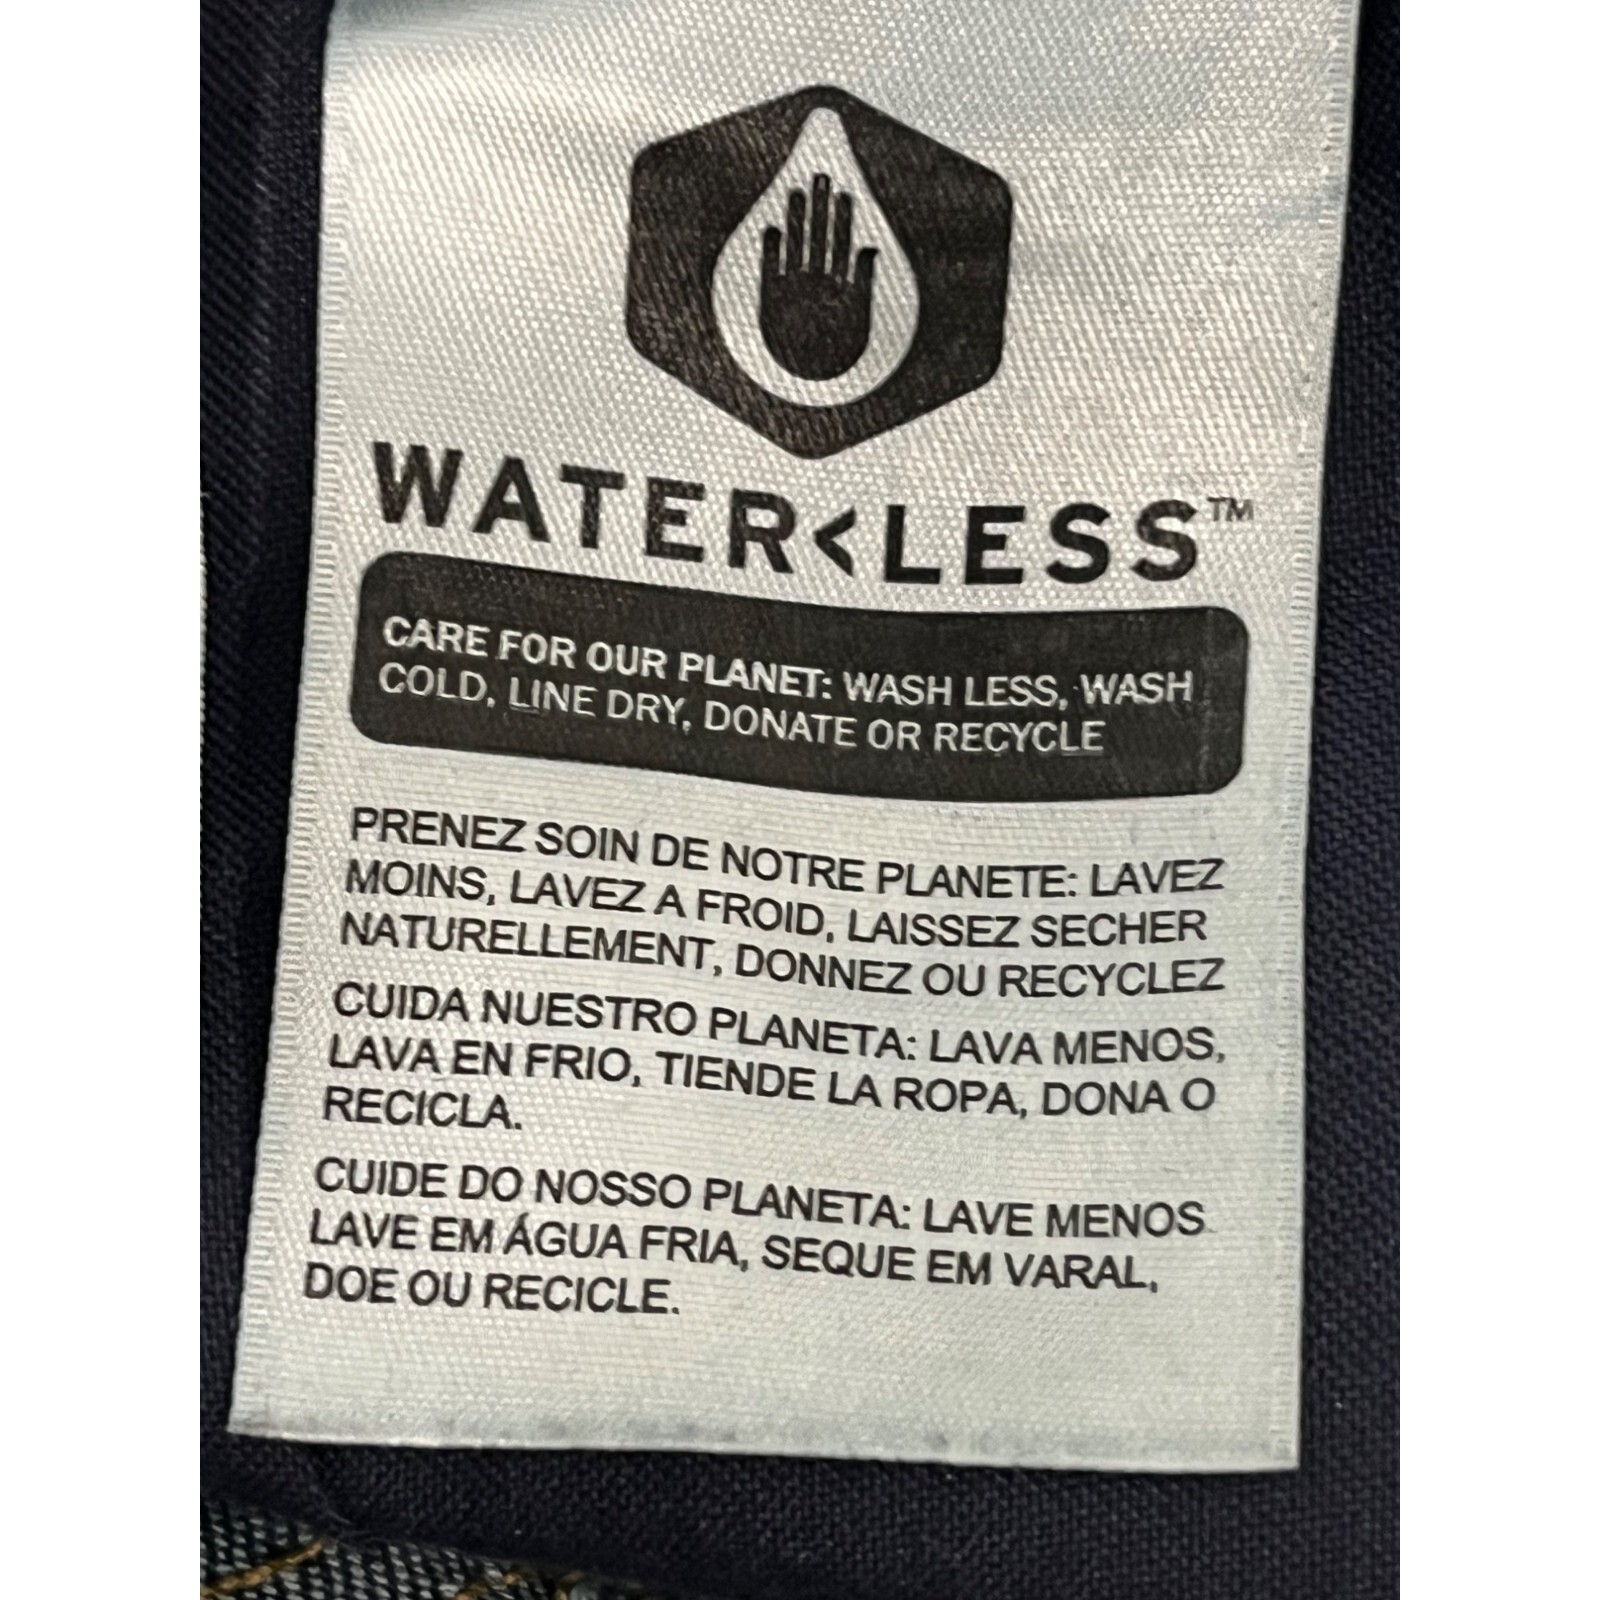 WATER<LESS™
CARE FOR OUR PLANET: WASH LESS, WASH
COLD, LINE DRY, DONATE OR RECYCLE
PRENEZ SOIN DE NOTRE PLANETE: LAVEZ
MOINS, LAVEZ A FROID, LAISSEZ SECHER
NATURELLEMENT, DONNEZ OU RECYCLEZ
CUIDA NUESTRO PLANETA: LAVA MENOS,
LAVA EN FRIO, TIENDE LA ROPA, DONA O
RECICLA.
CUIDE DO NOSSO PLANETA: LAVE MENOS
LAVE EM ÁGUA FRIA, SEQUE EM VARAL,
DOE OU RECICLE.